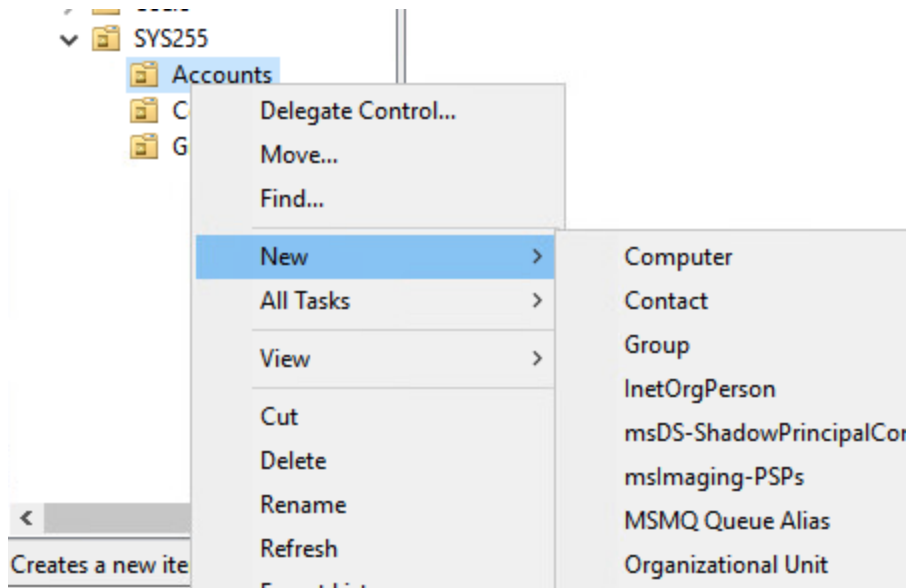 SYS255
Accounts
C
G
Delegate Control...
Move...
Find...
New
All Tasks
View
Cut
Delete
Rename
Refresh
Computer
Contact
Group
InetOrgPerson
msDS-ShadowPrincipalCon
msImaging-PSPs
MSMQ Queue Alias
Organizational Unit
Creates a new ite